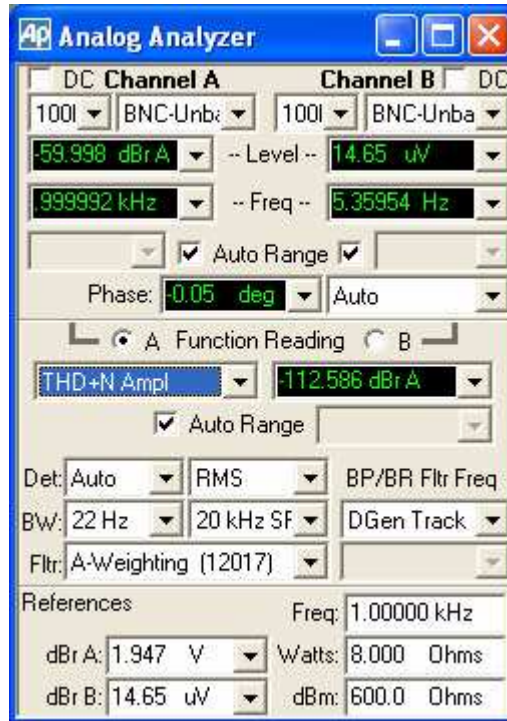 Ap Analog Analyzer
DC Channel A Channel B DC
100 BNC-Unba 100 BNC-Unba
-59.998 dBr A -- Level -- 14.65 uV
.999992 kHz -- Freq -- 5.35954 Hz
Auto Range
Phase: -0.05 deg Auto
A Function Reading B
THD+N Ampl -112.586 dBr A
Auto Range
Det: Auto RMS BP/BR Fltr Freq
BW: 22 Hz 20 kHz SF DGen Track
Fltr: A-Weighting (12017)
References Freq: 1.00000 kHz
dBr A: 1.947 V Watts: 8.000 Ohms
dBr B: 14.65 uV dBm: 600.0 Ohms